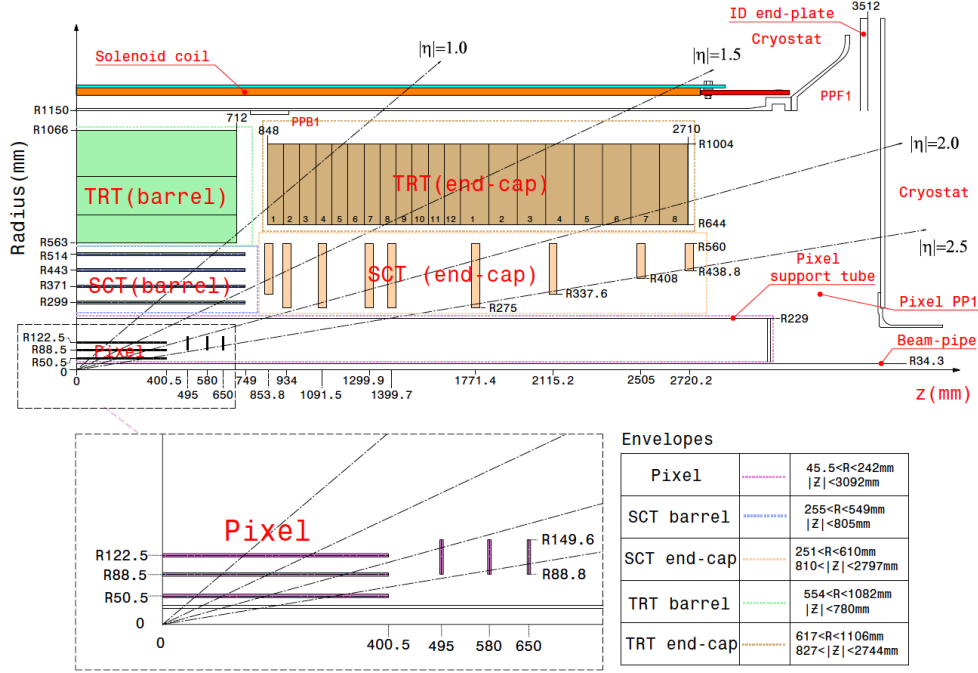 3512
ID end-plate
Cryostat
|η|=1.0
|η|=1.5
Solenoid coil
PPF1
R1150
712
PPB1
R1066
848
2710
R1004
|η|=2.0
Radius(mm)
TRT(barrel)
TRT(end-cap)
Cryostat
1 2 3 4 5 6 7 8 9 10 11 12 1 2 3 4 5 6 7 8
R644
R563
R560
|η|=2.5
R514
R443
R371
R299
SCT(barrel)
SCT (end-cap)
R438.8
R408
R337.6
R275
Pixel
support tube
Pixel PP1
R229
R122.5
R88.5
R50.5
Pixel
Beam-pipe
R34.3
0
0
400.5
495
580
650
749
853.8
934
1091.5
1299.9
1399.7
1771.4
2115.2
2505
2720.2
z(mm)
Pixel
R122.5
R88.5
R50.5
0
R149.6
R88.8
0
400.5
495
580
650
Envelopes
Pixel
45.5<R<242mm
|Z|<3092mm
SCT barrel
255<R<549mm
|Z|<805mm
SCT end-cap
251<R<610mm
810<|Z|<2797mm
TRT barrel
554<R<1082mm
|Z|<780mm
TRT end-cap
617<R<1106mm
827<|Z|<2744mm